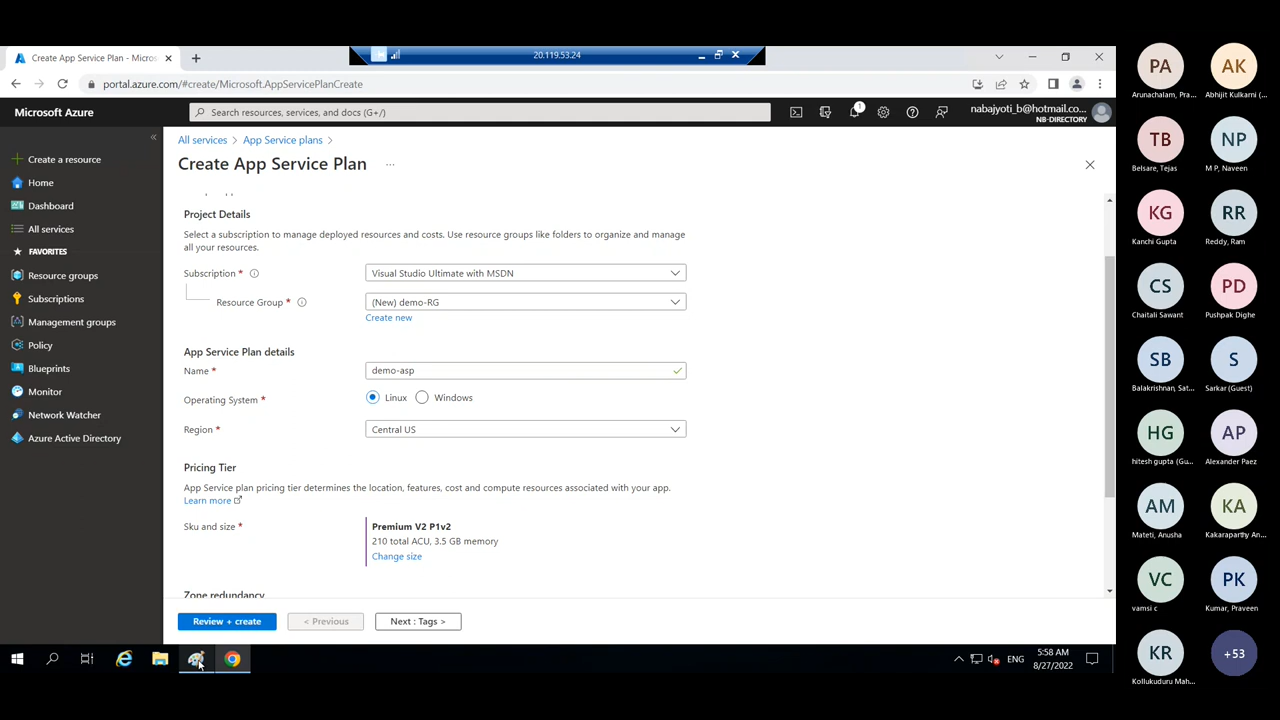 Create App Service Plan - Micros
20.119.53.24
portal.azure.com/#create/Microsoft.AppServicePlanCreate
Microsoft Azure
Search resources, services, and docs (G+/)
1
nabajyoti_b@hotmail.co...
NB-DIRECTORY
Create a resource
Home
Dashboard
All services
FAVORITES
Resource groups
Subscriptions
Management groups
Policy
Blueprints
Monitor
Network Watcher
Azure Active Directory
All services > App Service plans >
Create App Service Plan ...
Project Details
Select a subscription to manage deployed resources and costs. Use resource groups like folders to organize and manage
all your resources.
Subscription * Visual Studio Ultimate with MSDN
Resource Group * (New) demo-RG
Create new
App Service Plan details
Name * demo-asp
Operating System * Linux Windows
Region * Central US
Pricing Tier
App Service plan pricing tier determines the location, features, cost and compute resources associated with your app.
Learn more
Sku and size * Premium V2 P1v2
210 total ACU, 3.5 GB memory
Change size
Zone redundancy
Review + create
< Previous
Next : Tags >
ENG
5:58 AM
8/27/2022
PA AK
Arunachalam, Pra... Abhijit Kulkarni (...
TB NP
Belsare, Tejas M P, Naveen
KG RR
Kanchi Gupta Reddy, Ram
CS PD
Chaitali Sawant Pushpak Dighe
SB S
Balakrishnan, Sat... Sarkar (Guest)
HG AP
hitesh gupta (Gu... Alexander Paez
AM KA
Mateti, Anusha Kakaraparthy An...
VC PK
vamsi c Kumar, Praveen
KR +53
Kollukuduru Mah...